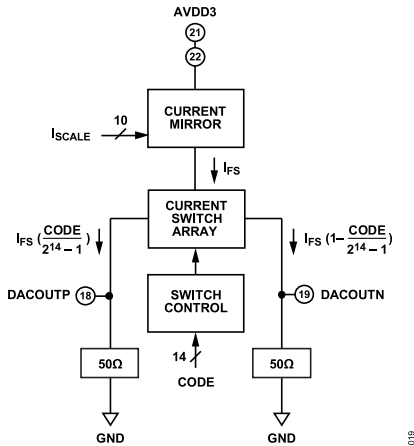 AVDD3
21
22
CURRENT
MIRROR
10
ISCALE
IFS
CURRENT
SWITCH
ARRAY
IFS (CODE/2^14 – 1)
IFS (1– CODE/2^14 – 1)
DACOUTP 18
SWITCH
CONTROL
19 DACOUTN
14
CODE
50Ω
50Ω
GND
GND
019